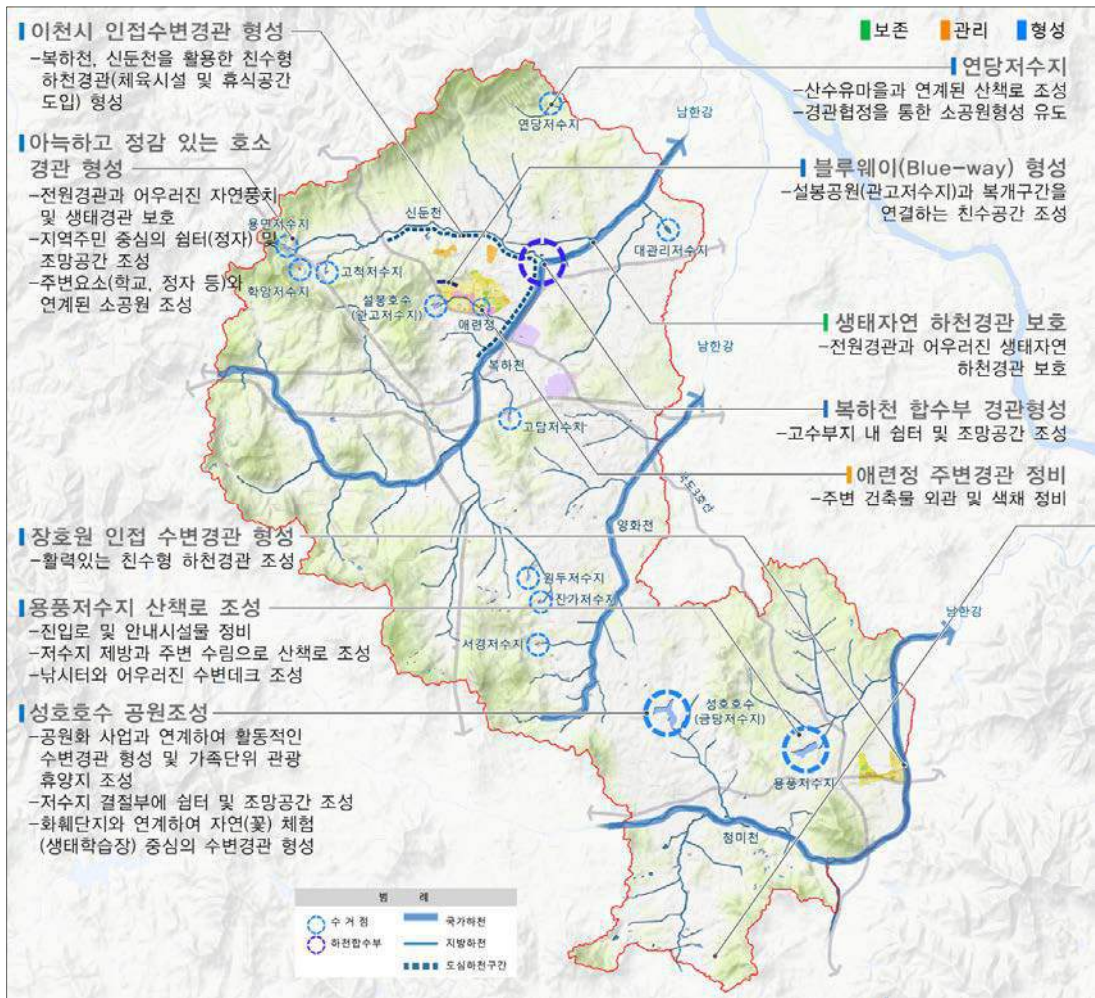 이천시 인접수변경관 형성
-복하천, 신둔천을 활용한 친수형
하천경관(체육시설 및 휴식공간
도입) 형성
아늑하고 정감 있는 호소
경관 형성
-전원경관과 어우러진 자연풍치
및 생태경관 보호
-지역주민 중심의 쉼터(정자) 및
조망공간 조성
-주변요소(학교, 정자 등)와
연계된 소공원 조성
장호원 인접 수변경관 형성
-활력있는 친수형 하천경관 조성
용풍저수지 산책로 조성
-진입로 및 안내시설물 정비
-저수지 제방과 주변 수림으로 산책로 조성
-낚시터와 어우러진 수변데크 조성
성호호수 공원조성
-공원화 사업과 연계하여 활동적인
수변경관 형성 및 가족단위 관광
휴양지 조성
-저수지 결절부에 쉼터 및 조망공간 조성
-화훼단지와 연계하여 자연(꽃) 체험
(생태학습장) 중심의 수변경관 형성
보존 관리 형성
연당저수지
-산수유마을과 연계된 산책로 조성
-경관협정을 통한 소공원형성 유도
블루웨이(Blue-way) 형성
-설봉공원(관고저수지)과 복개구간을
연결하는 친수공간 조성
생태자연 하천경관 보호
-전원경관과 어우러진 생태자연
하천경관 보호
복하천 합수부 경관형성
-고수부지 내 쉼터 및 조망공간 조성
애련정 주변경관 정비
-주변 건축물 외관 및 색채 정비
연당저수지
남한강
신둔천
용면저수지
대관리저수지
고척저수지
학암저수지
설봉호수
(관고저수지)
애련정
복하천
남한강
고담저수지
국도3호선
양화천
원두저수지
진가저수지
서경저수지
남한강
성호호수
(금당저수지)
용풍저수지
청미천
범 례
수 거 점
하천합수부
국가하천
지방하천
도심하천구간